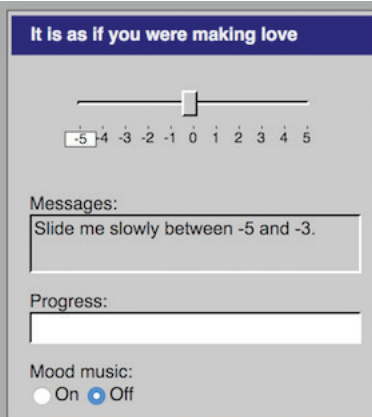 It is as if you were making love
-5 -4 -3 -2 -1 0 1 2 3 4 5
Messages:
Slide me slowly between -5 and -3.
Progress:
Mood music:
On Off